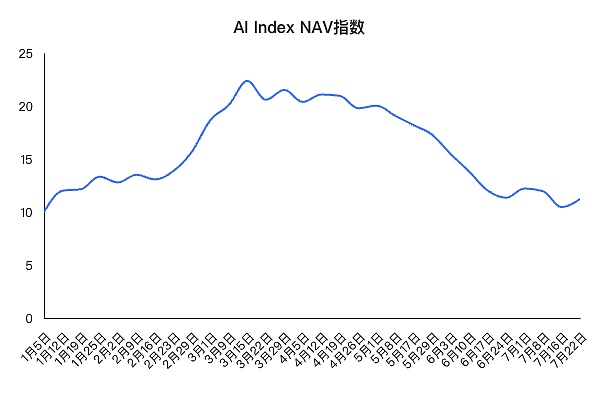 AI Index NAV指数
25
20
15
10
5
0
1月5日
1月12日
1月19日
1月25日
2月2日
2月9日
2月16日
2月23日
2月29日
3月1日
3月9日
3月15日
3月22日
3月29日
4月5日
4月12日
4月19日
4月26日
5月1日
5月8日
5月17日
5月29日
6月3日
6月10日
6月17日
6月24日
7月1日
7月8日
7月16日
7月22日